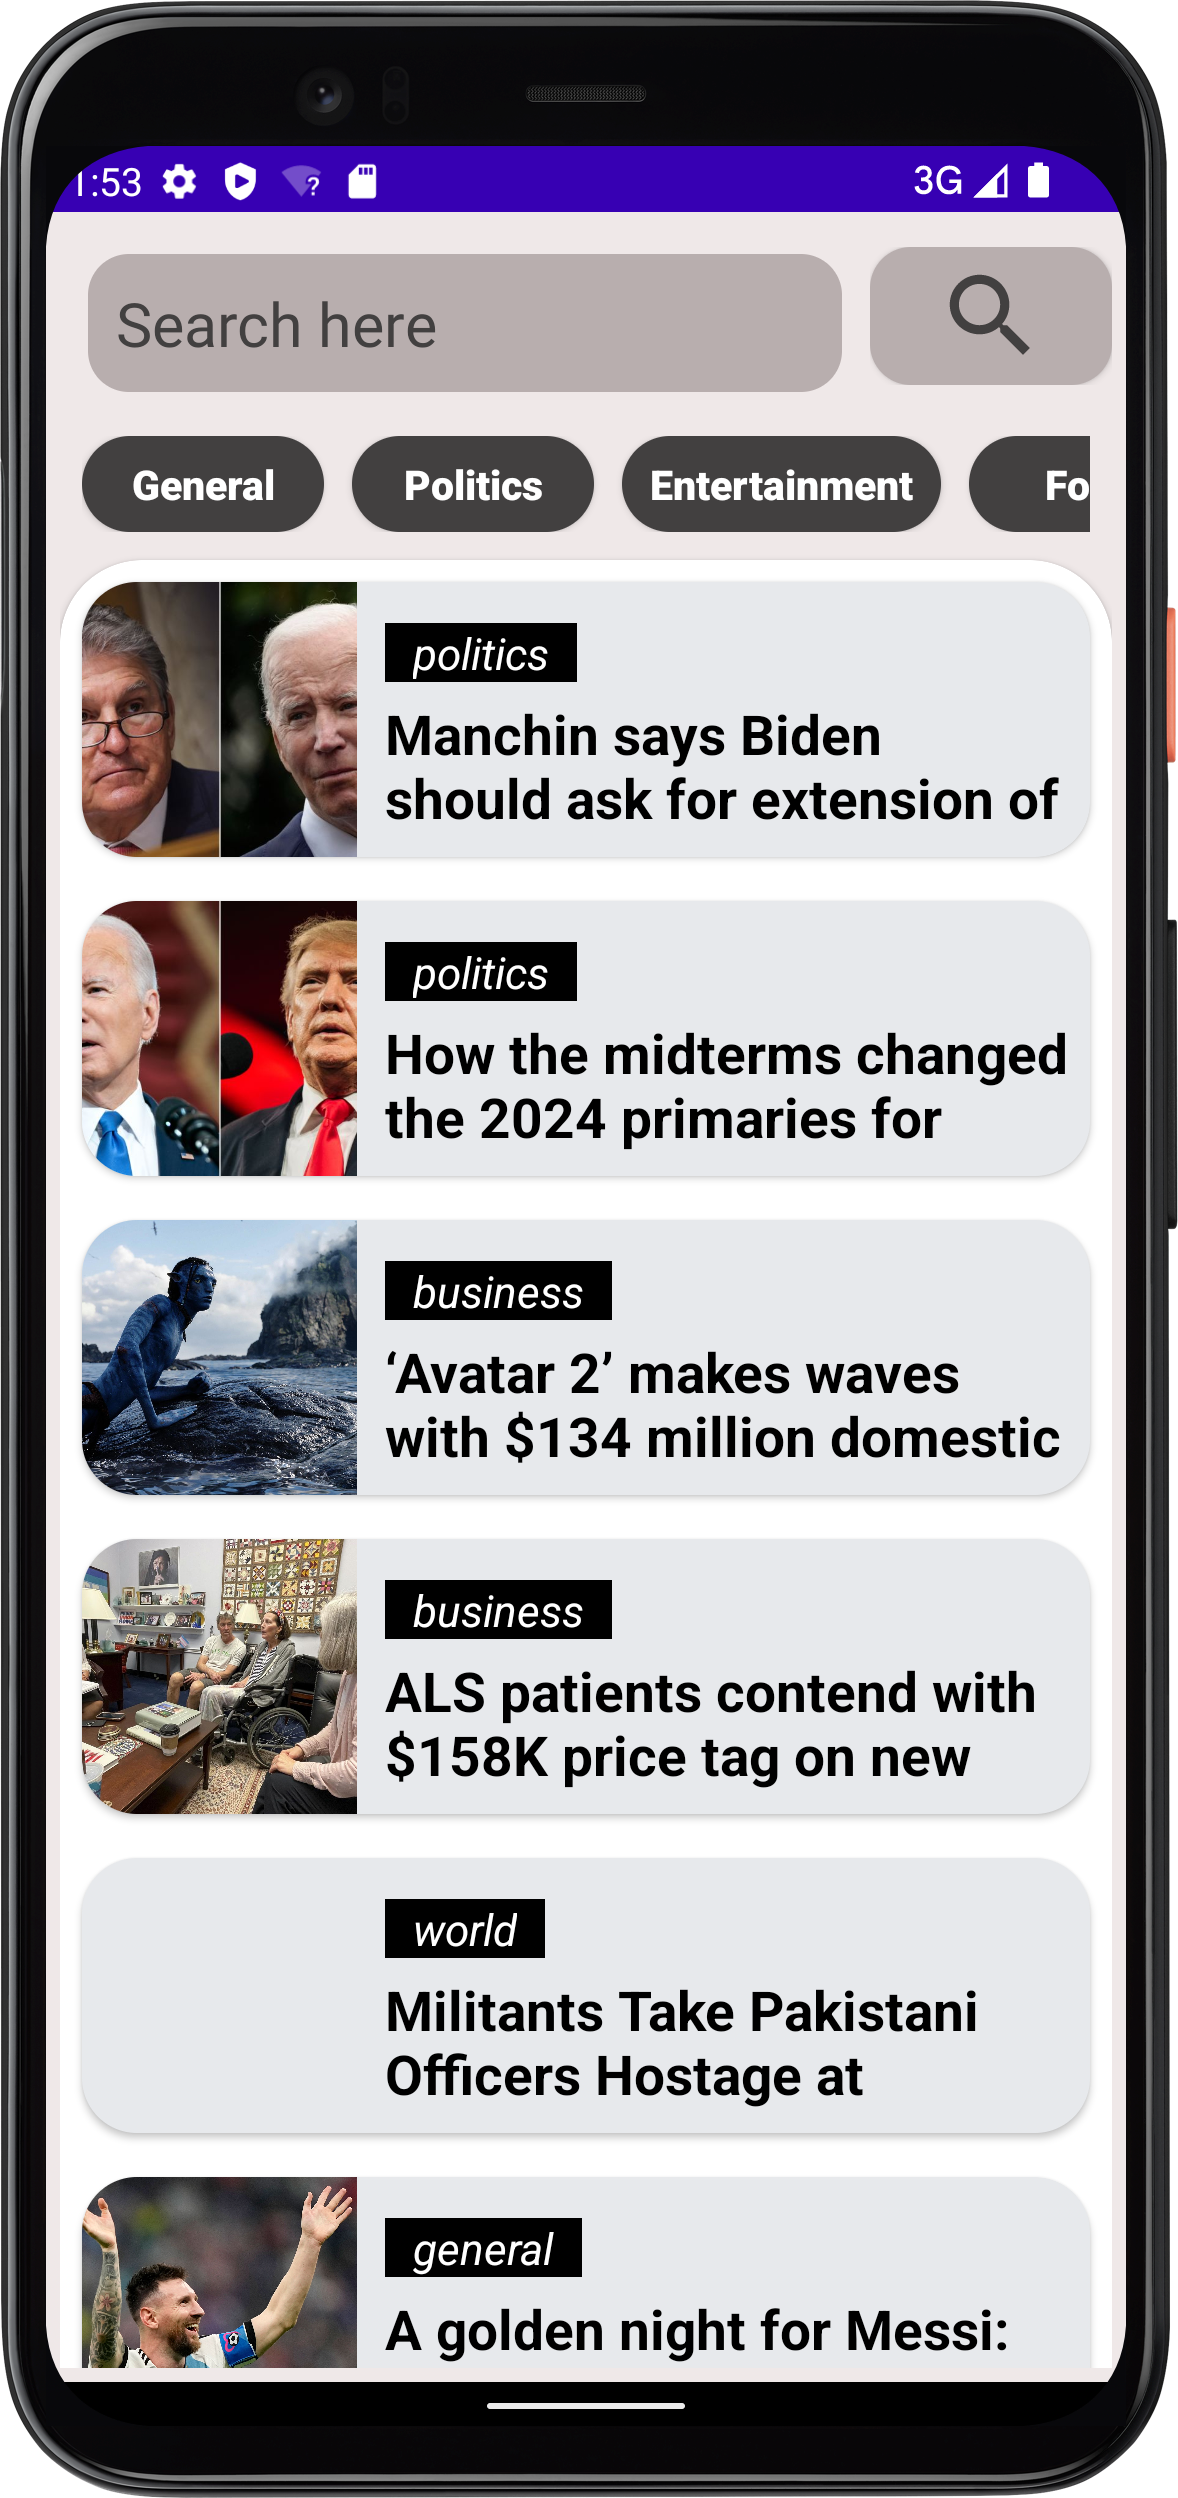 1:53
3G
Search here
General
Politics
Entertainment
Fo
politics
Manchin says Biden
should ask for extension of
politics
How the midterms changed
the 2024 primaries for
business
‘Avatar 2’ makes waves
with $134 million domestic
business
ALS patients contend with
$158K price tag on new
world
Militants Take Pakistani
Officers Hostage at
general
A golden night for Messi: